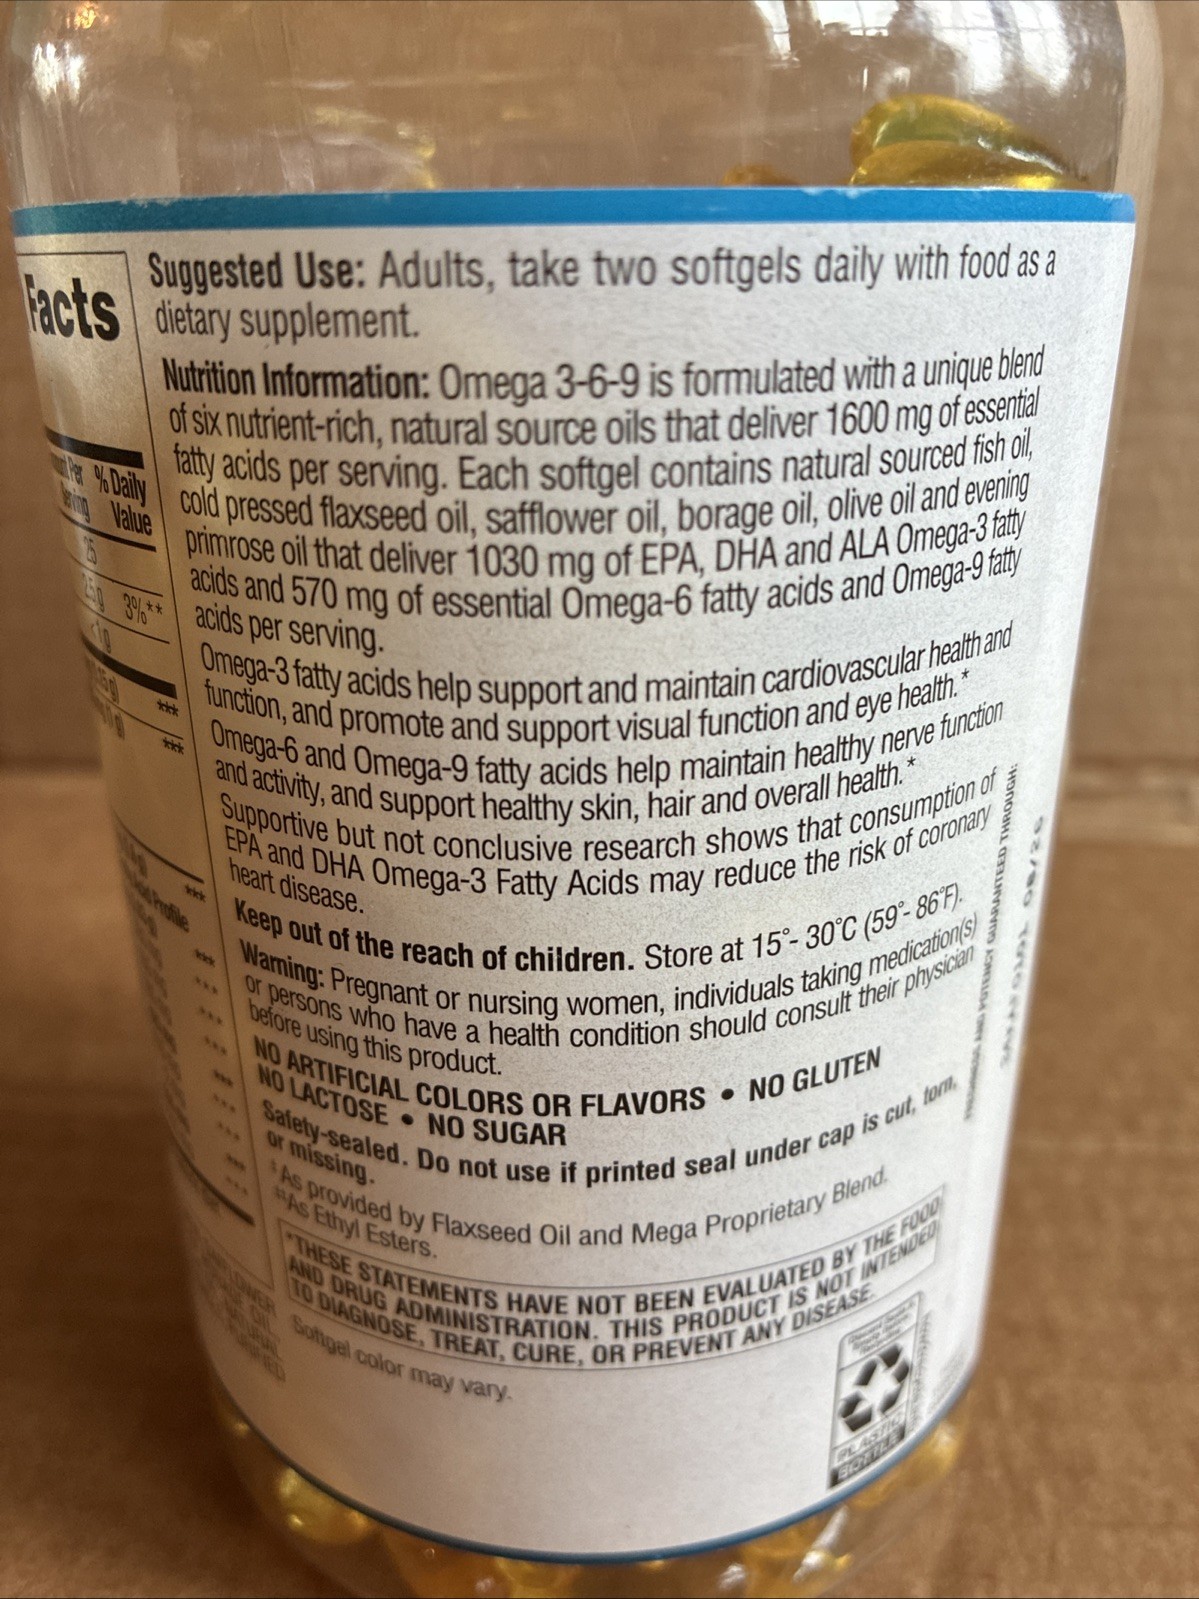 Facts
% Daily
Value
25
3%**
<1 g
***
***
***
Profile
***
***
***
***
***
***
***
***
***
Suggested Use: Adults, take two softgels daily with food as a
dietary supplement.
Nutrition Information: Omega 3-6-9 is formulated with a unique blend
of six nutrient-rich, natural source oils that deliver 1600 mg of essential
fatty acids per serving. Each softgel contains natural sourced fish oil,
cold pressed flaxseed oil, safflower oil, borage oil, olive oil and evening
primrose oil that deliver 1030 mg of EPA, DHA and ALA Omega-3 fatty
acids and 570 mg of essential Omega-6 fatty acids and Omega-9 fatty
acids per serving.
Omega-3 fatty acids help support and maintain cardiovascular health and
function, and promote and support visual function and eye health.*
Omega-6 and Omega-9 fatty acids help maintain healthy nerve function
and activity, and support healthy skin, hair and overall health.*
Supportive but not conclusive research shows that consumption of
EPA and DHA Omega-3 Fatty Acids may reduce the risk of coronary
heart disease.
Keep out of the reach of children. Store at 15°- 30°C (59°- 86°F).
Warning: Pregnant or nursing women, individuals taking medication(s)
or persons who have a health condition should consult their physician
before using this product.
NO ARTIFICIAL COLORS OR FLAVORS • NO GLUTEN
NO LACTOSE • NO SUGAR
Safety-sealed. Do not use if printed seal under cap is cut, torn,
or missing.
‡As provided by Flaxseed Oil and Mega Proprietary Blend.
‡‡As Ethyl Esters.
*THESE STATEMENTS HAVE NOT BEEN EVALUATED BY THE FOOD
AND DRUG ADMINISTRATION. THIS PRODUCT IS NOT INTENDED
TO DIAGNOSE, TREAT, CURE, OR PREVENT ANY DISEASE.
Softgel color may vary.
PLASTIC
BOTTLE
FRESHNESS AND POTENCY GUARANTEED THROUGH:
08/26